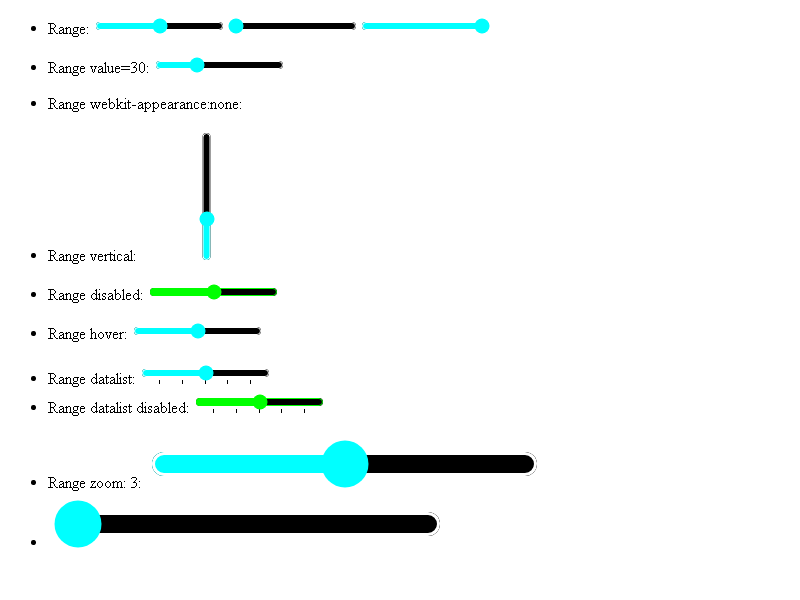 Range:
Range value=30:
Range webkit-appearance:none:
Range vertical:
Range disabled:
Range hover:
Range datalist:
Range datalist disabled:
Range zoom: 3: